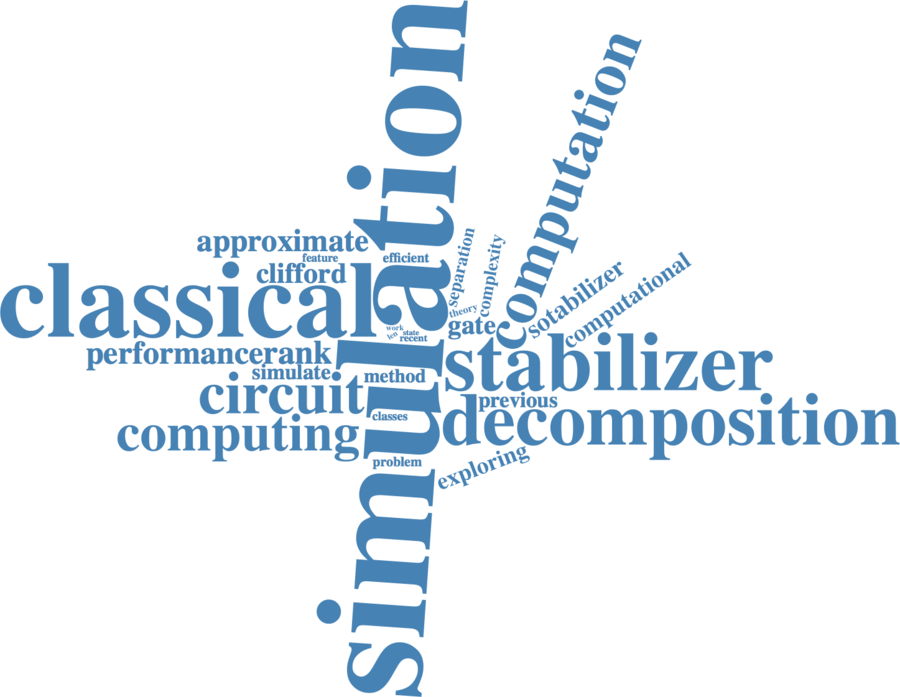 simulation
computation
approximate
feature
efficient
separation
complexity
clifford
classical
theory
sotabilizer
computational
gate
work
len
state
recent
performancerank
stabilizer
simulate
method
circuit
previous
classes
decomposition
computing
problem
exploring